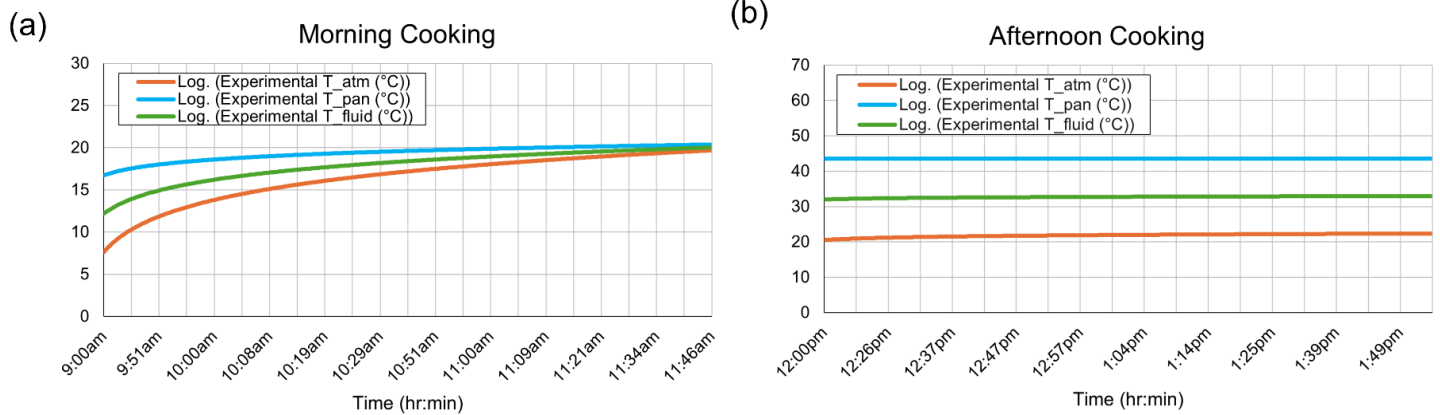 (a)
Morning Cooking
Log. (Experimental T_atm (°C))
Log. (Experimental T_pan (°C))
Log. (Experimental T_fluid (°C))
30
25
20
15
10
5
0
9:00am
9:51am
10:00am
10:08am
10:19am
10:29am
10:51am
11:00am
11:09am
11:21am
11:34am
11:46am
Time (hr:min)
(b)
Afternoon Cooking
Log. (Experimental T_atm (°C))
Log. (Experimental T_pan (°C))
Log. (Experimental T_fluid (°C))
70
60
50
40
30
20
10
0
12:00pm
12:26pm
12:37pm
12:47pm
12:57pm
1:04pm
1:14pm
1:25pm
1:39pm
1:49pm
Time (hr:min)